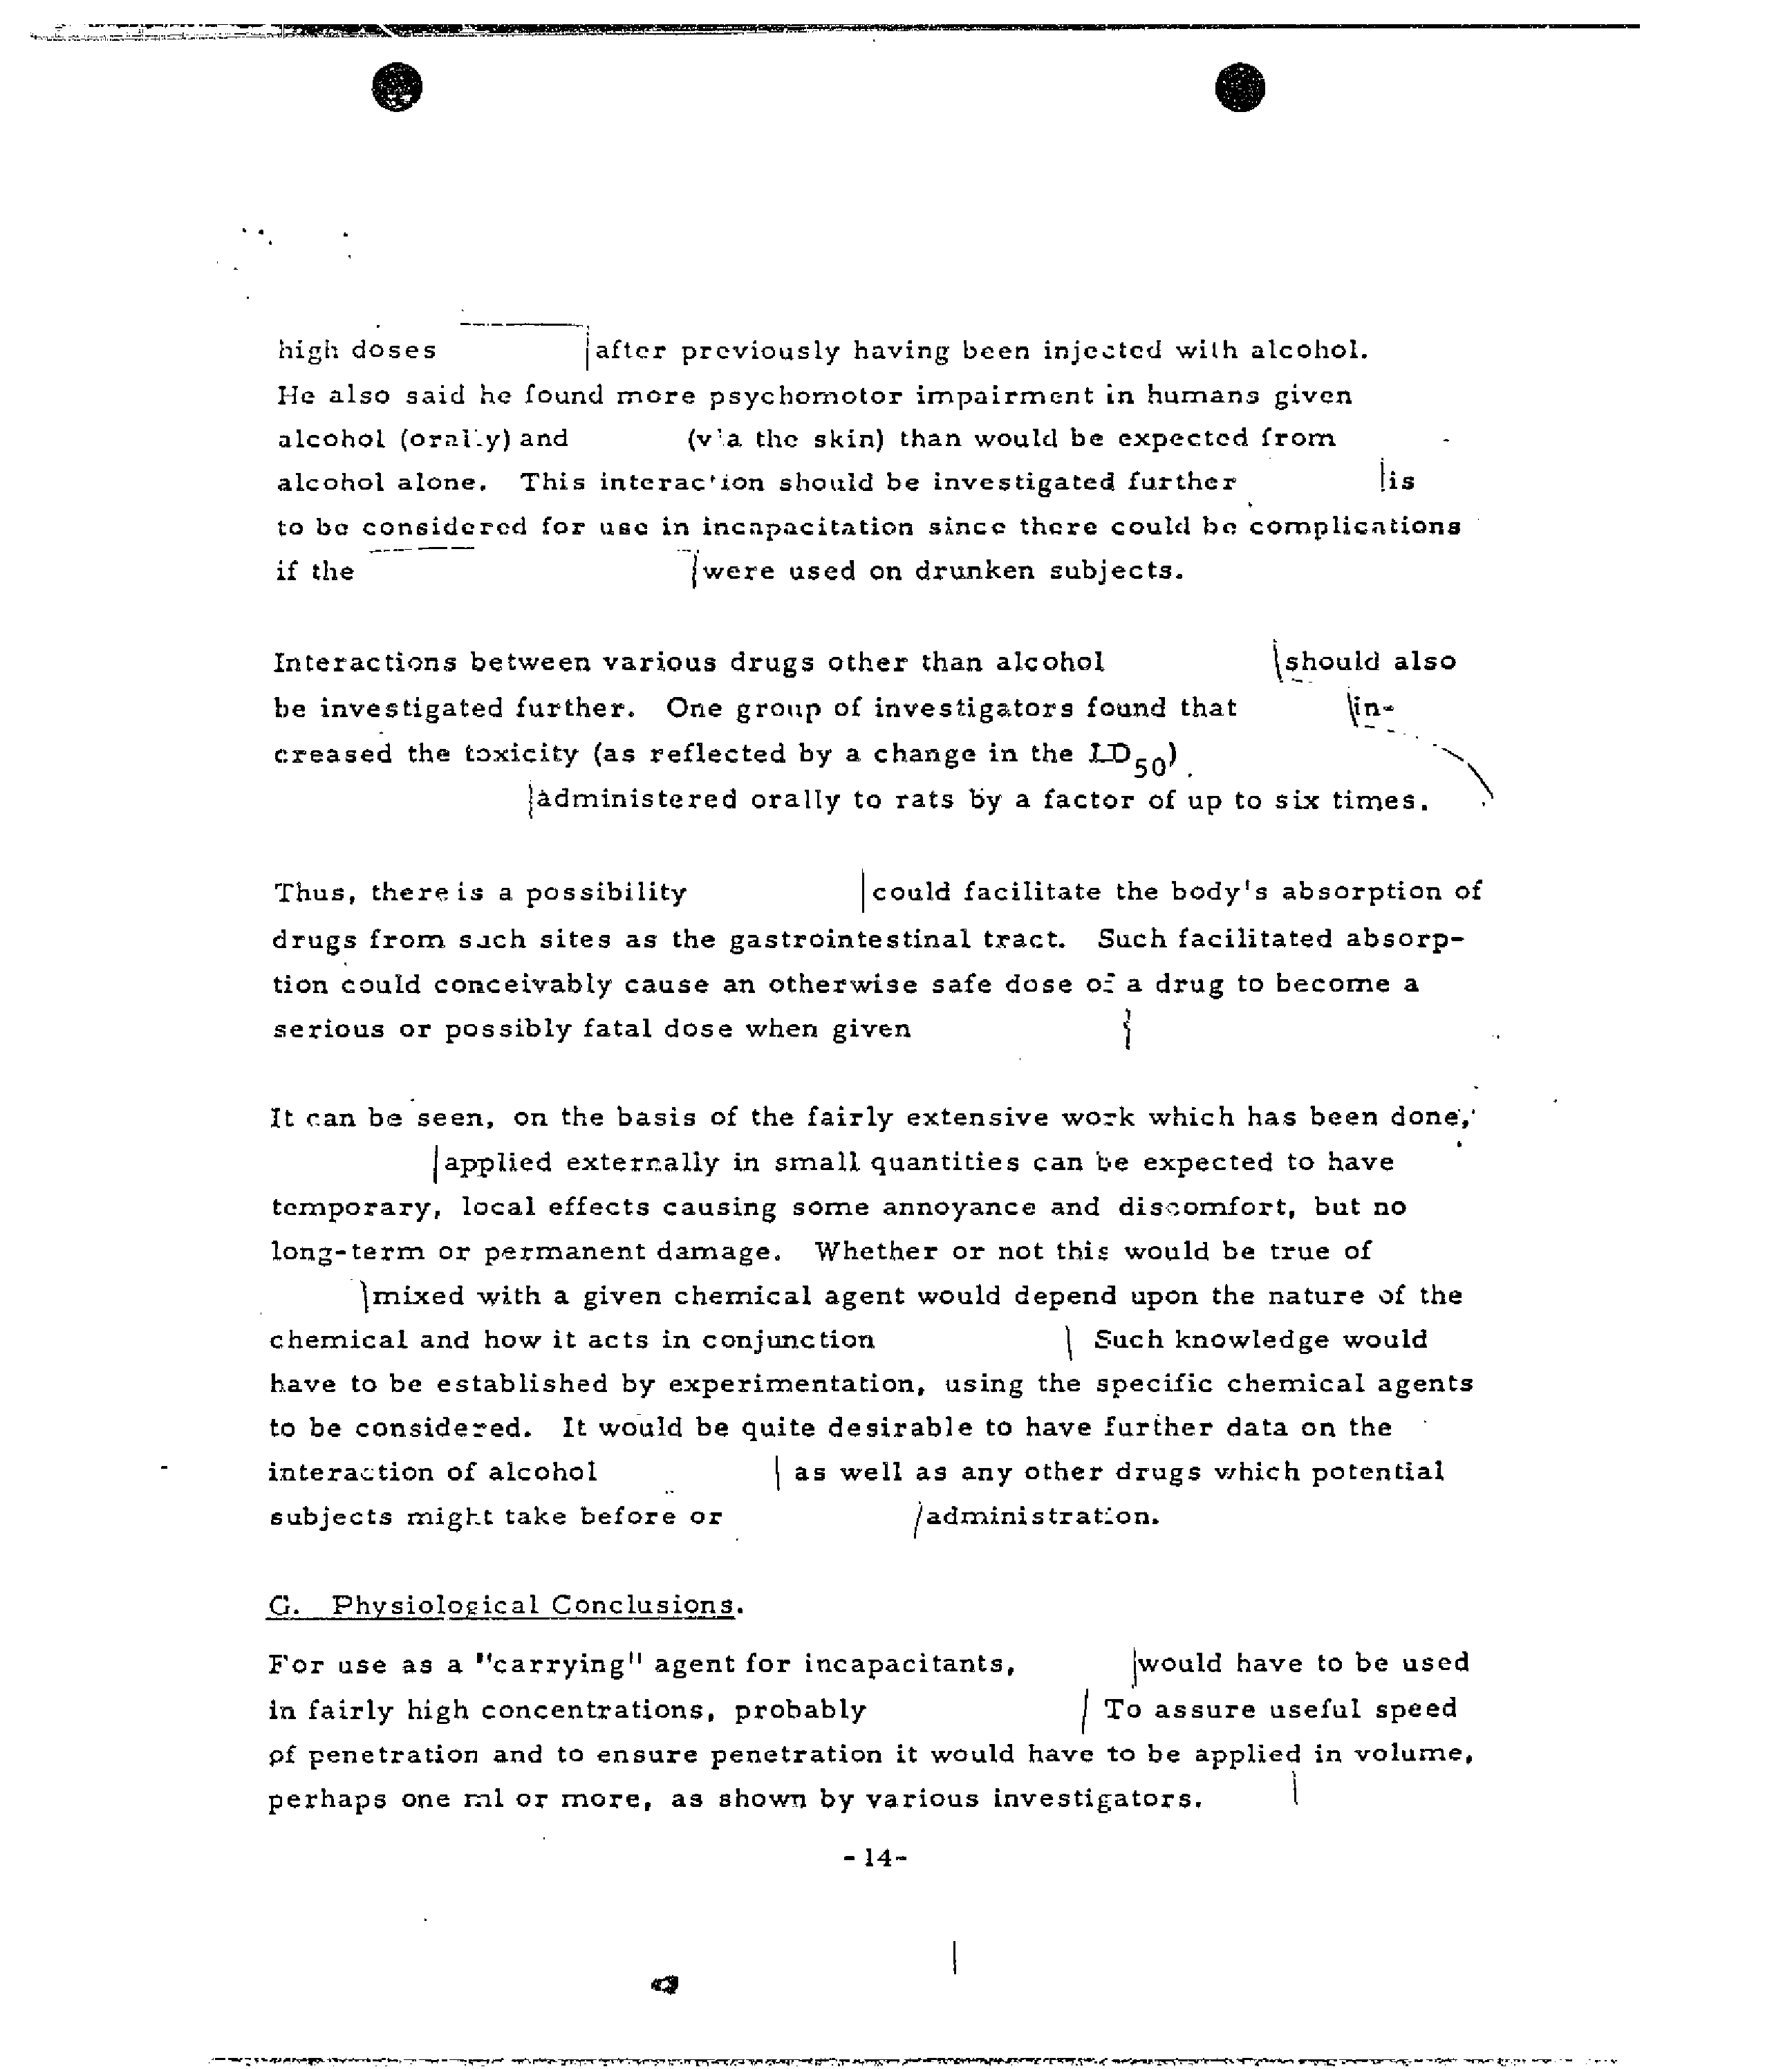 high doses after previously having been injected with alcohol.
He also said he found more psychomotor impairment in humans given
alcohol (orally) and (via the skin) than would be expected from
alcohol alone. This interaction should be investigated further is
to be considered for use in incapacitation since there could be complications
if the were used on drunken subjects.
Interactions between various drugs other than alcohol should also
be investigated further. One group of investigators found that in-
creased the toxicity (as reflected by a change in the LD50)
administered orally to rats by a factor of up to six times.
Thus, there is a possibility could facilitate the body's absorption of
drugs from such sites as the gastrointestinal tract. Such facilitated absorp-
tion could conceivably cause an otherwise safe dose of a drug to become a
serious or possibly fatal dose when given
It can be seen, on the basis of the fairly extensive work which has been done,
applied externally in small quantities can be expected to have
temporary, local effects causing some annoyance and discomfort, but no
long-term or permanent damage. Whether or not this would be true of
mixed with a given chemical agent would depend upon the nature of the
chemical and how it acts in conjunction Such knowledge would
have to be established by experimentation, using the specific chemical agents
to be considered. It would be quite desirable to have further data on the
interaction of alcohol as well as any other drugs which potential
subjects might take before or administration.
G. Physiological Conclusions.
For use as a "carrying" agent for incapacitants, would have to be used
in fairly high concentrations, probably To assure useful speed
of penetration and to ensure penetration it would have to be applied in volume,
perhaps one ml or more, as shown by various investigators.
-14-